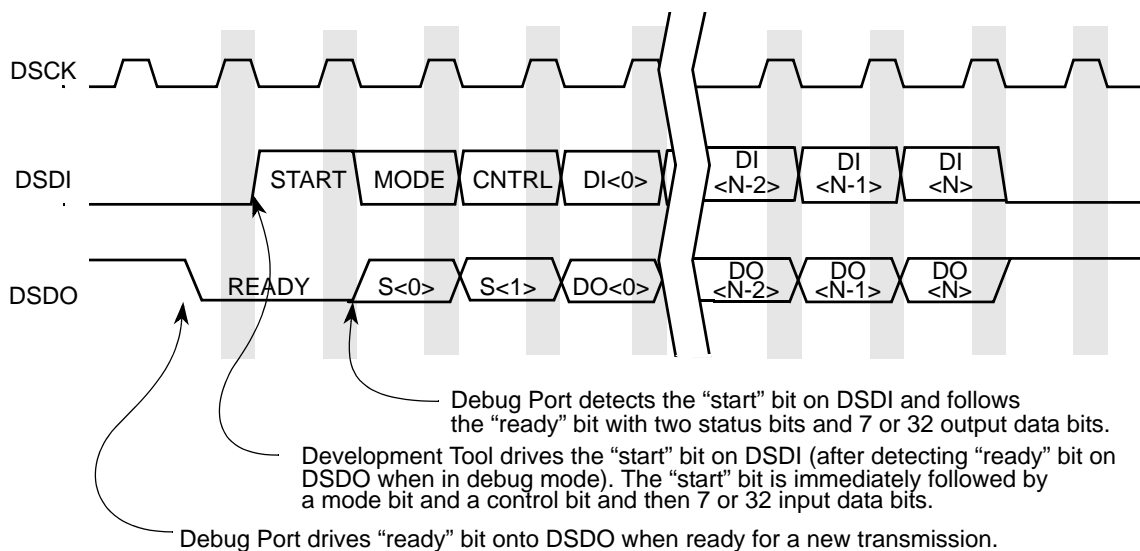 DSCK
DSDI
START MODE CNTRL DI<0>
DI
<N-2>
DI
<N-1>
DI
<N>
DSDO
READY S<0> S<1> DO<0>
DO
<N-2>
DO
<N-1>
DO
<N>
Debug Port detects the “start” bit on DSDI and follows
the “ready” bit with two status bits and 7 or 32 output data bits.
Development Tool drives the “start” bit on DSDI (after detecting “ready” bit on
DSDO when in debug mode). The “start” bit is immediately followed by
a mode bit and a control bit and then 7 or 32 input data bits.
Debug Port drives “ready” bit onto DSDO when ready for a new transmission.